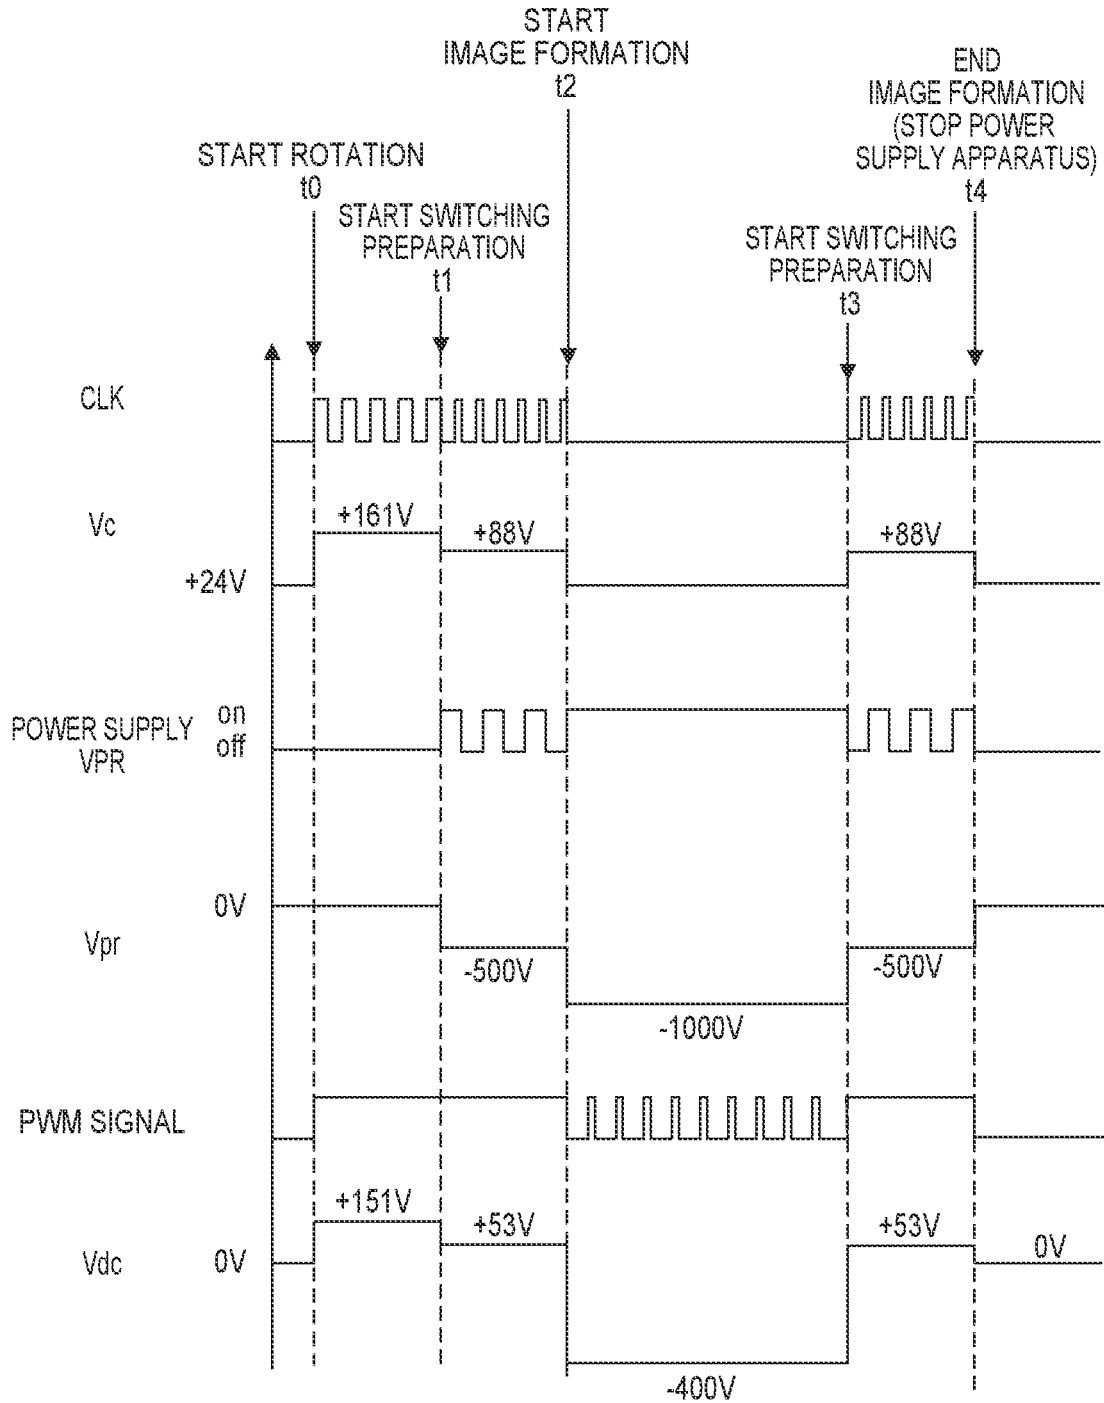 START
IMAGE FORMATION
t2
END
IMAGE FORMATION
(STOP POWER
SUPPLY APPARATUS)
t4
START ROTATION
t0
START SWITCHING
PREPARATION
t1
START SWITCHING
PREPARATION
t3
CLK
Vc
+161V
+88V
+88V
+24V
POWER SUPPLY
VPR
on
off
0V
Vpr
-500V
-500V
-1000V
PWM SIGNAL
+151V
+53V
+53V
Vdc
0V
0V
-400V